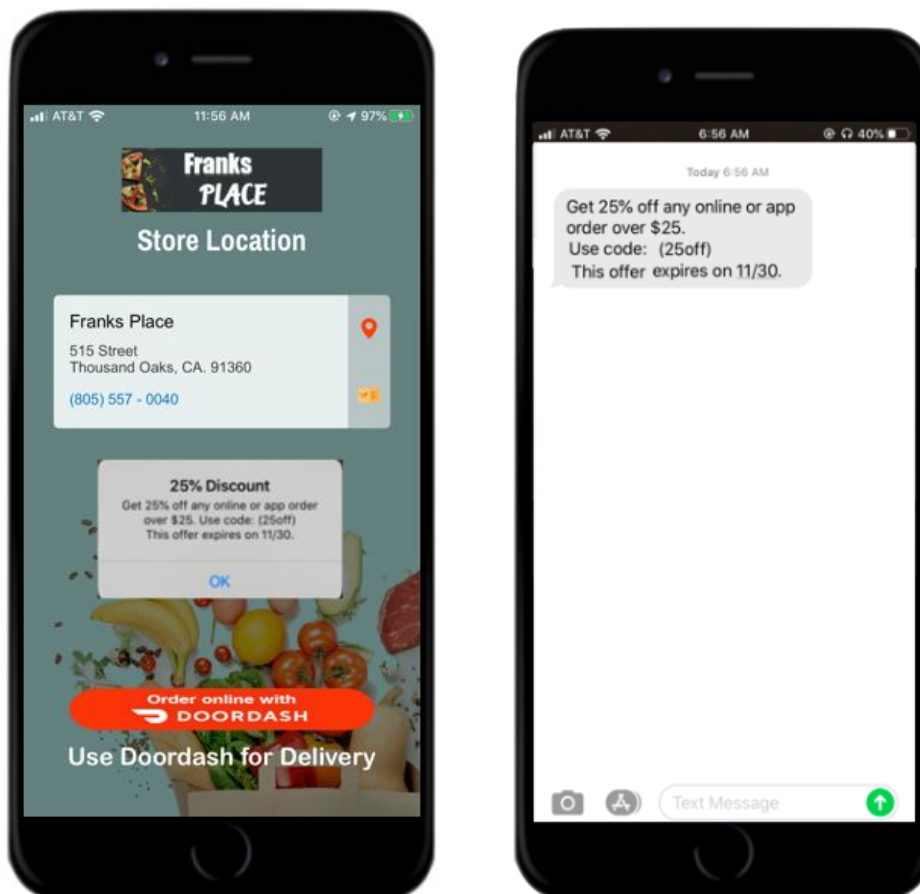 AT&T 11:56 AM 97%
Franks
PLACE
Store Location
Franks Place
515 Street
Thousand Oaks, CA. 91360
(805) 557 - 0040
25% Discount
Get 25% off any online or app order
over $25. Use code: (25off)
This offer expires on 11/30.
OK
Order online with
DOORDASH
Use Doordash for Delivery
AT&T 6:56 AM 40%
Today 6:56 AM
Get 25% off any online or app
order over $25.
Use code: (25off)
This offer expires on 11/30.
Text Message